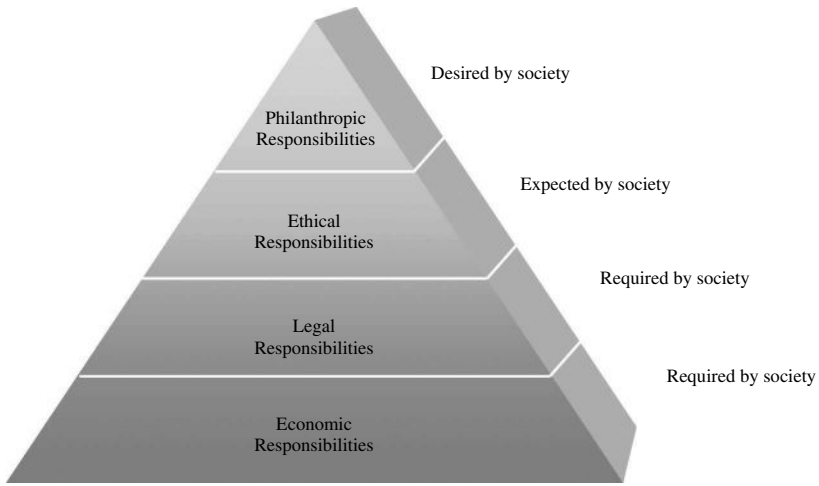 Desired by society
Philanthropic
Responsibilities
Expected by society
Ethical
Responsibilities
Required by society
Legal
Responsibilities
Required by society
Economic
Responsibilities